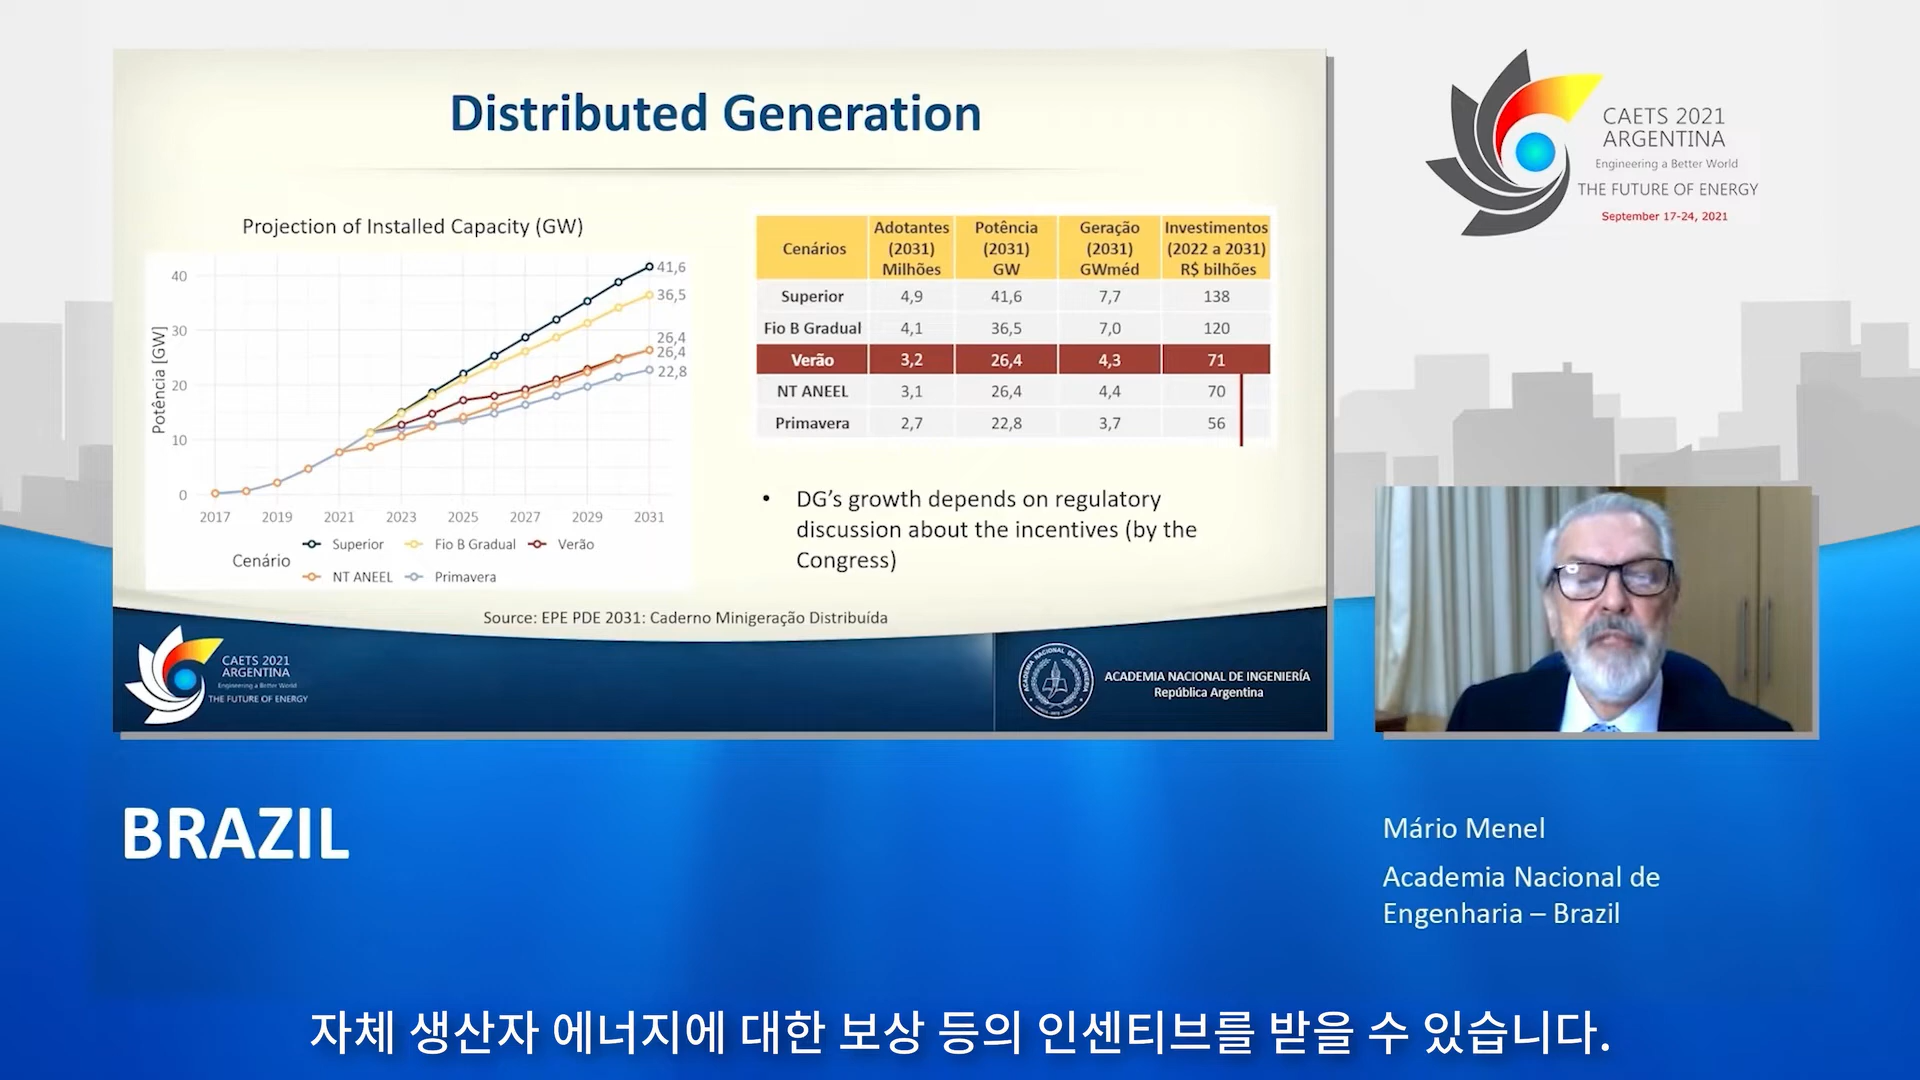 Distributed Generation
Projection of Installed Capacity (GW)
Potência [GW]
40
30
20
10
0
2017 2019 2021 2023 2025 2027 2029 2031
41,6
36,5
26,4
26,4
22,8
Cenário
Superior Fio B Gradual Verão
NT ANEEL Primavera
Cenários Adotantes (2031) Milhões Potência (2031) GW Geração (2031) GWméd Investimentos (2022 a 2031) R$ bilhões
Superior 4,9 41,6 7,7 138
Fio B Gradual 4,1 36,5 7,0 120
Verão 3,2 26,4 4,3 71
NT ANEEL 3,1 26,4 4,4 70
Primavera 2,7 22,8 3,7 56
• DG’s growth depends on regulatory
discussion about the incentives (by the
Congress)
Source: EPE PDE 2031: Caderno Minigeração Distribuída
CAETS 2021
ARGENTINA
Engineering a Better World
THE FUTURE OF ENERGY
ACADEMIA NACIONAL DE INGENIERÍA
República Argentina
CAETS 2021
ARGENTINA
Engineering a Better World
THE FUTURE OF ENERGY
September 17-24, 2021
BRAZIL
Mário Menel
Academia Nacional de
Engenharia – Brazil
자체 생산자 에너지에 대한 보상 등의 인센티브를 받을 수 있습니다.